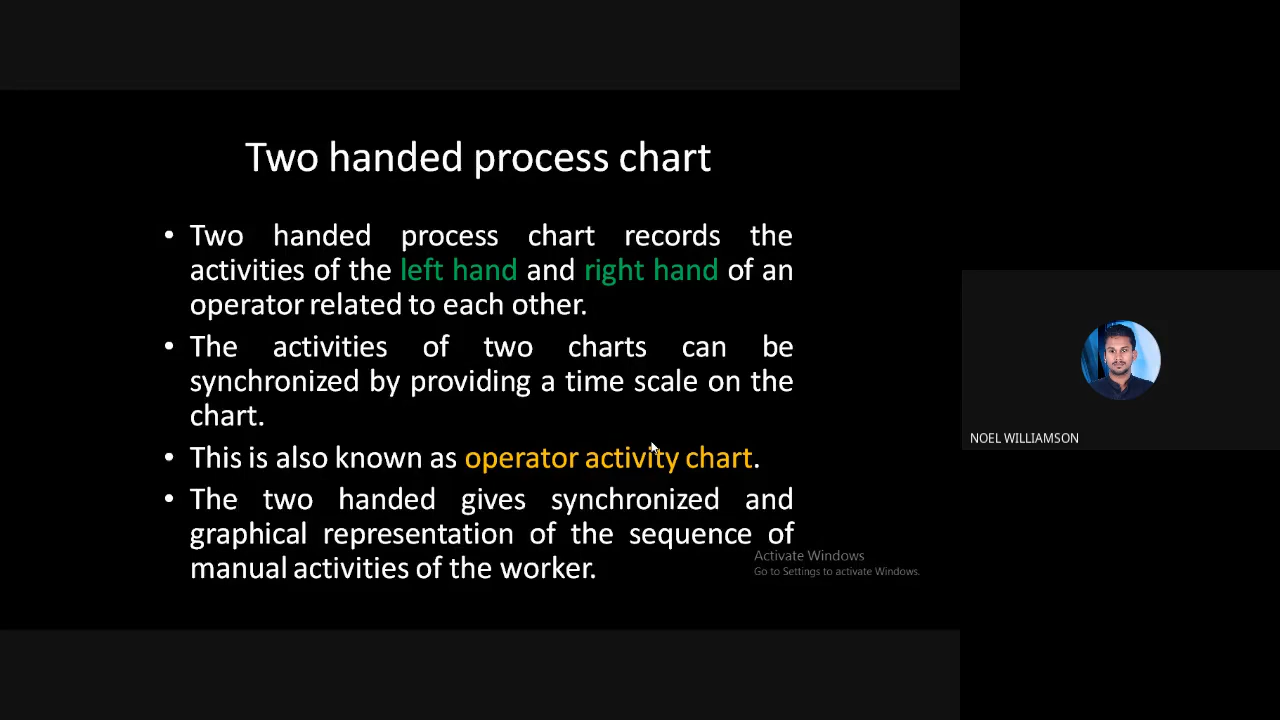 Two handed process chart
• Two handed process chart records the
activities of the left hand and right hand of an
operator related to each other.
• The activities of two charts can be
synchronized by providing a time scale on the
chart.
• This is also known as operator activity chart.
• The two handed gives synchronized and
graphical representation of the sequence of
manual activities of the worker.
Activate Windows
Go to Settings to activate Windows.
NOEL WILLIAMSON